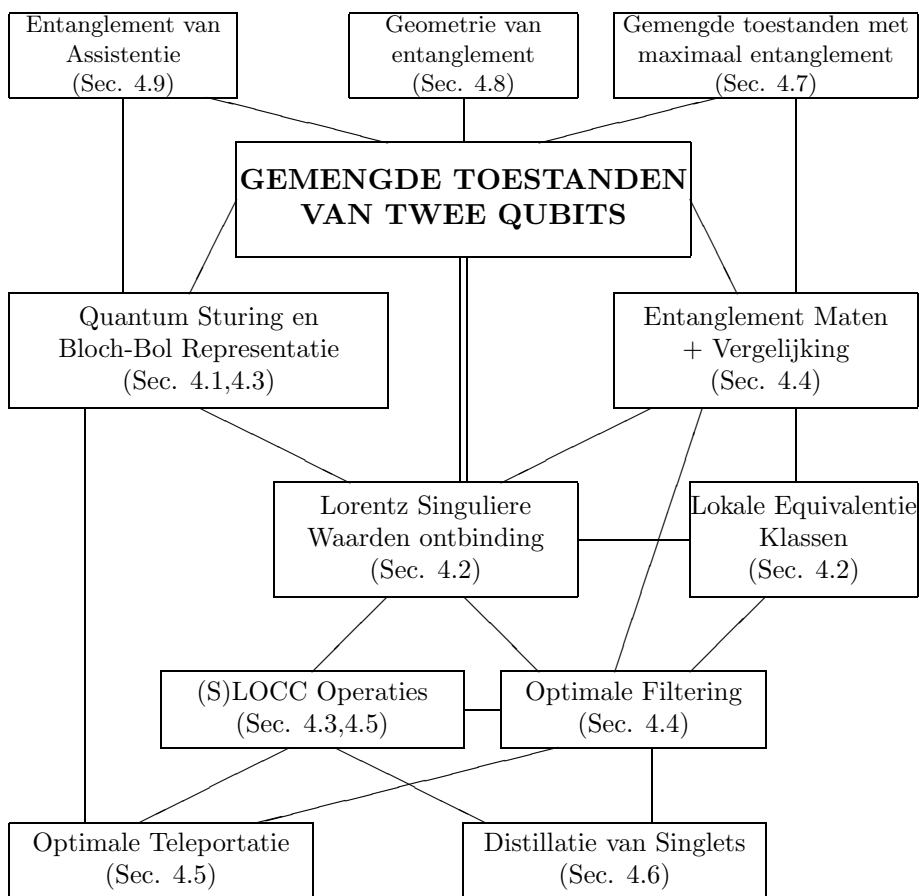 Entanglement van
Assistentie
(Sec. 4.9)
Geometrie van
entanglement
(Sec. 4.8)
Gemengde toestanden met
maximaal entanglement
(Sec. 4.7)
GEMENGDE TOESTANDEN
VAN TWEE QUBITS
Quantum Sturing en
Bloch-Bol Representatie
(Sec. 4.1,4.3)
Entanglement Maten
+ Vergelijking
(Sec. 4.4)
Lorentz Singuliere
Waarden ontbinding
(Sec. 4.2)
Lokale Equivalentie
Klassen
(Sec. 4.2)
(S)LOCC Operaties
(Sec. 4.3,4.5)
Optimale Filtering
(Sec. 4.4)
Optimale Teleportatie
(Sec. 4.5)
Distillatie van Singlets
(Sec. 4.6)